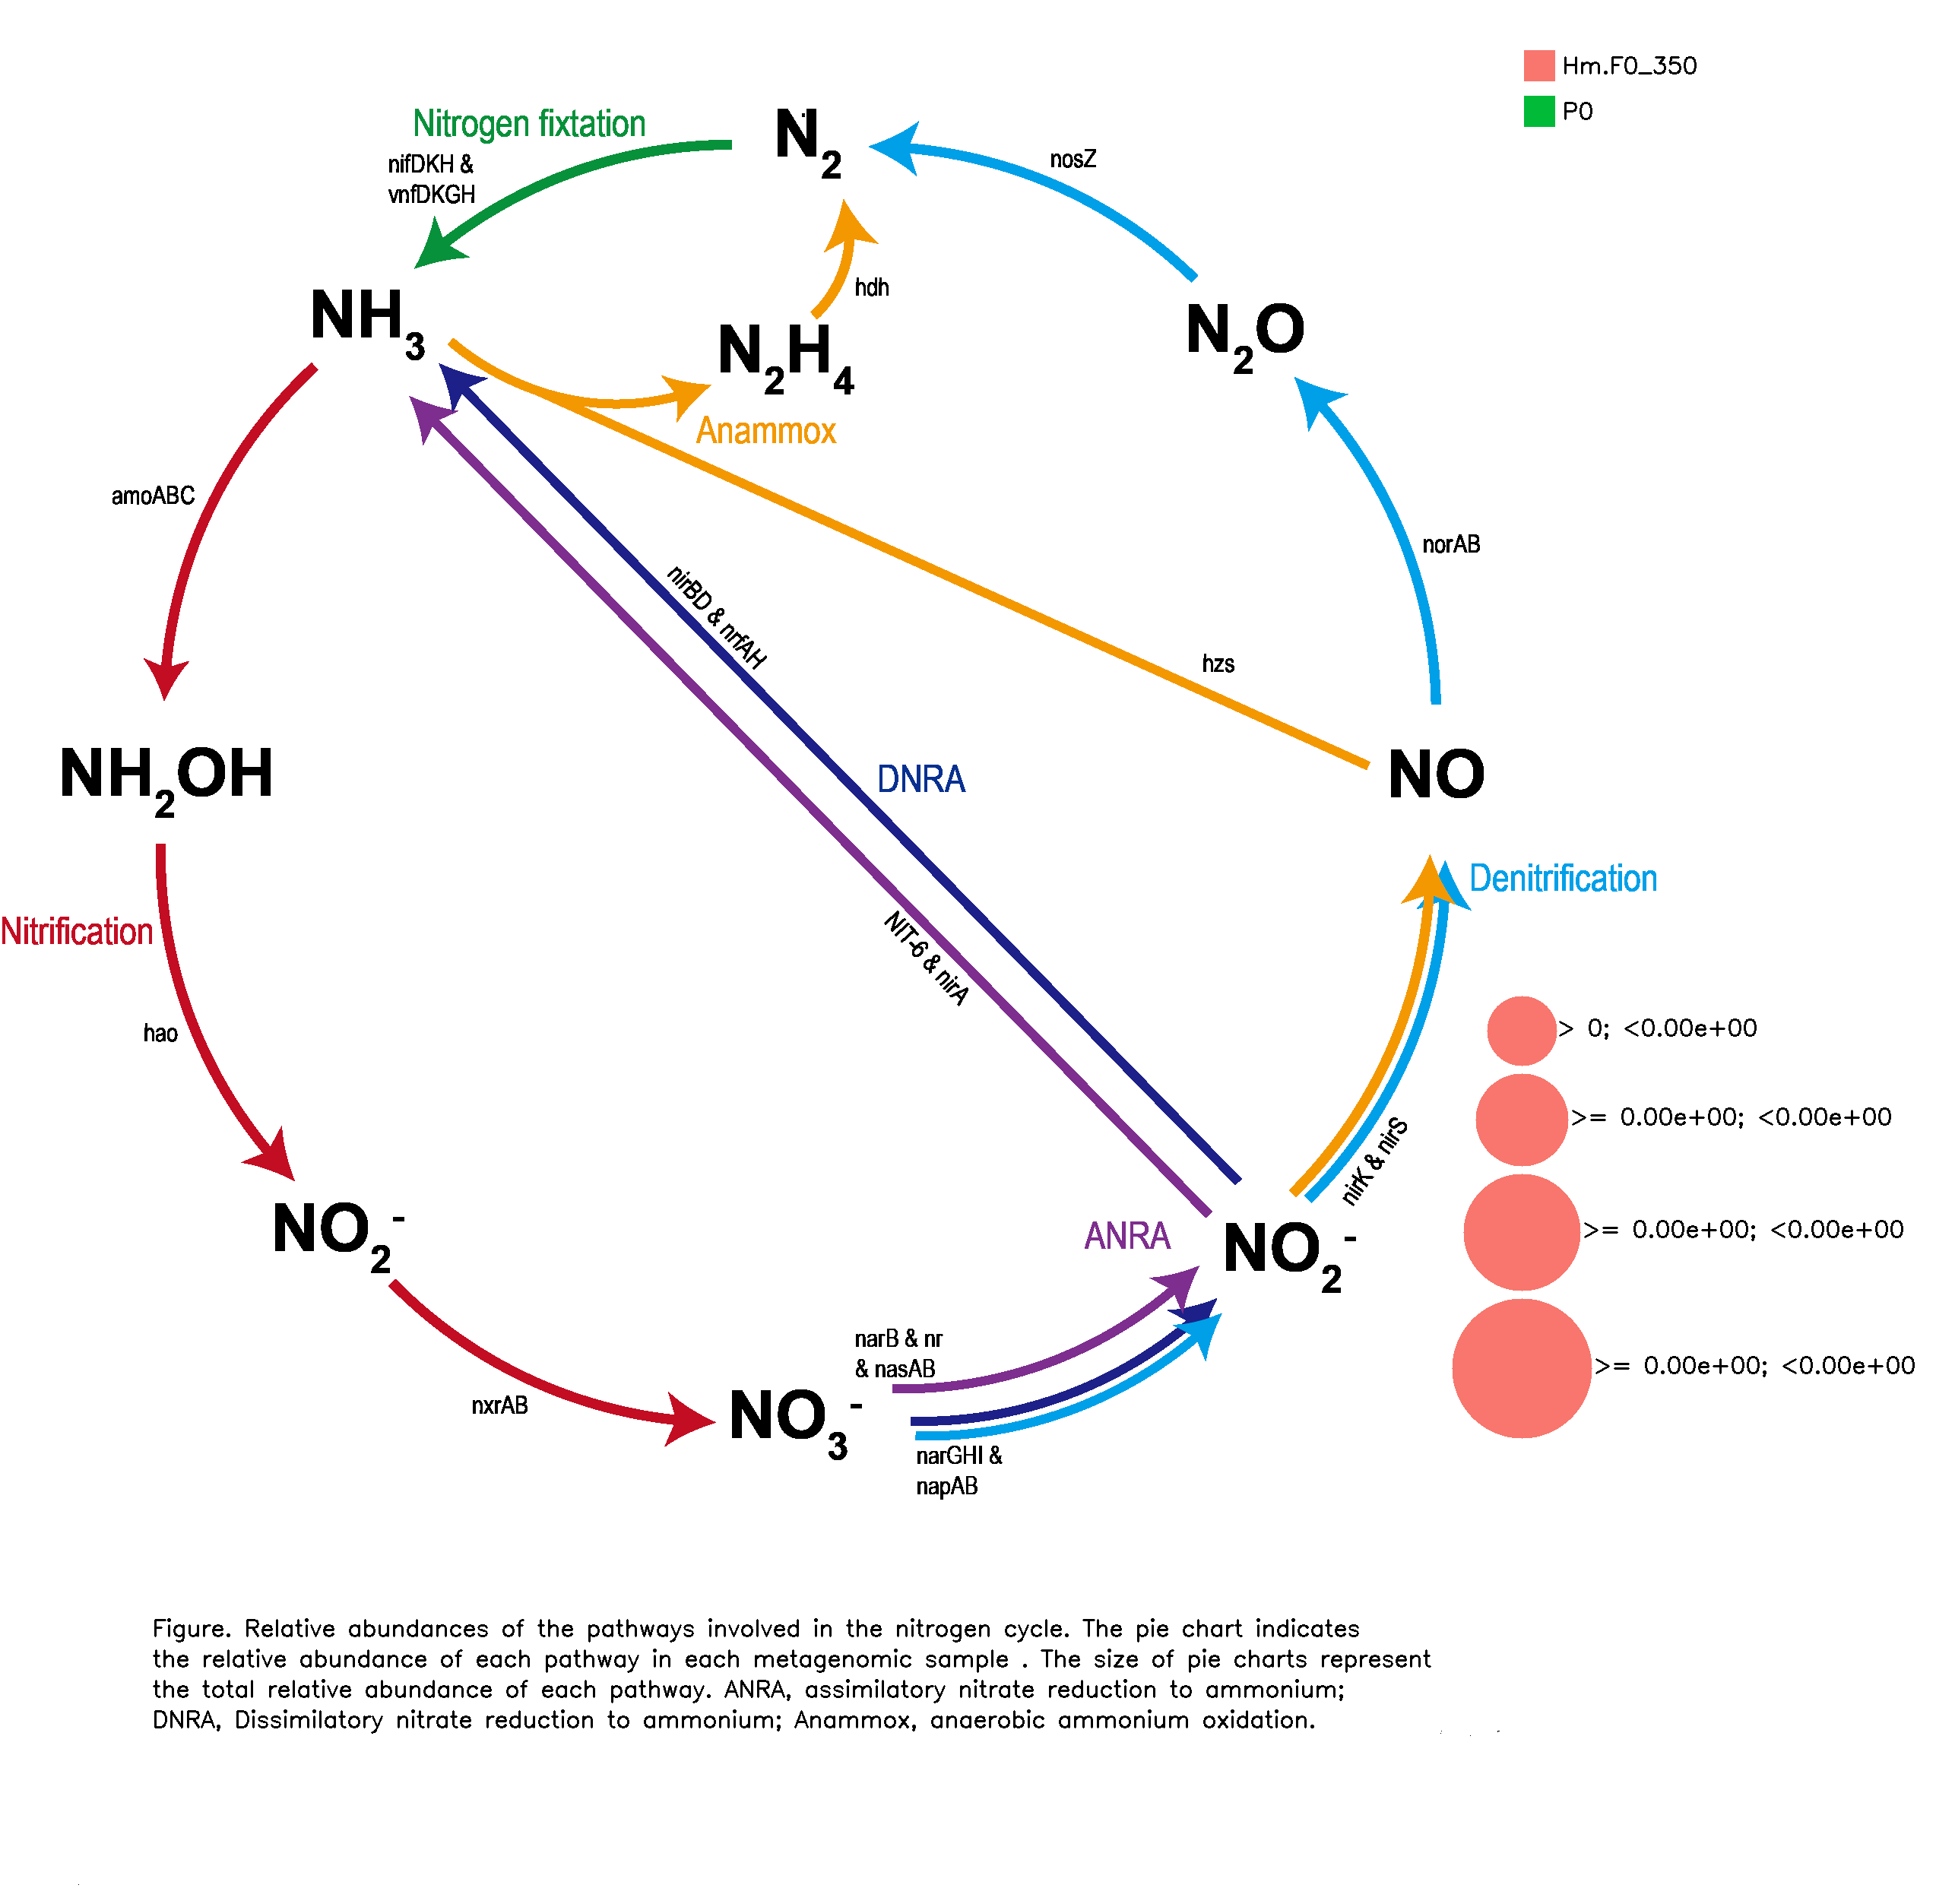 Hm.F0_350
P0
Nitrogen fixtation
nifDKH &
vnfDKGH
N2
nosZ
hdh
NH3
N2H4
N2O
Anammox
amoABC
norAB
nirBD & nrfAH
hzs
NH2OH
DNRA
NO
Denitrification
Nitrification
NIT-6 & nirA
hao
> 0; <0.00e+00
>= 0.00e+00; <0.00e+00
nirK & nirS
NO2-
ANRA
NO2-
>= 0.00e+00; <0.00e+00
narB & nr
& nasAB
>= 0.00e+00; <0.00e+00
nxrAB
NO3-
narGHI &
napAB
Figure. Relative abundances of the pathways involved in the nitrogen cycle. The pie chart indicates
the relative abundance of each pathway in each metagenomic sample . The size of pie charts represent
the total relative abundance of each pathway. ANRA, assimilatory nitrate reduction to ammonium;
DNRA, Dissimilatory nitrate reduction to ammonium; Anammox, anaerobic ammonium oxidation.